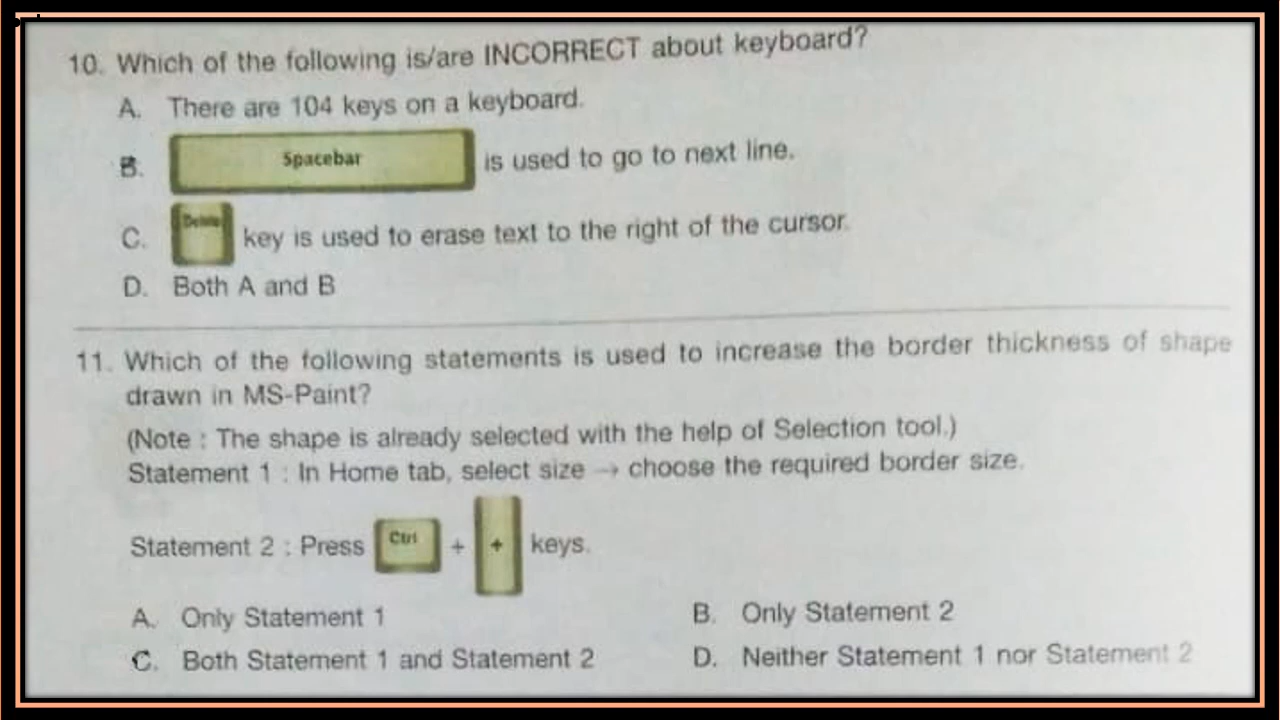 10. Which of the following is/are INCORRECT about keyboard?
A. There are 104 keys on a keyboard.
B. Spacebar is used to go to next line.
C. Delete key is used to erase text to the right of the cursor.
D. Both A and B
11. Which of the following statements is used to increase the border thickness of shape
drawn in MS-Paint?
(Note : The shape is already selected with the help of Selection tool.)
Statement 1 : In Home tab, select size → choose the required border size.
Statement 2 : Press Ctrl + + keys.
A. Only Statement 1 B. Only Statement 2
C. Both Statement 1 and Statement 2 D. Neither Statement 1 nor Statement 2